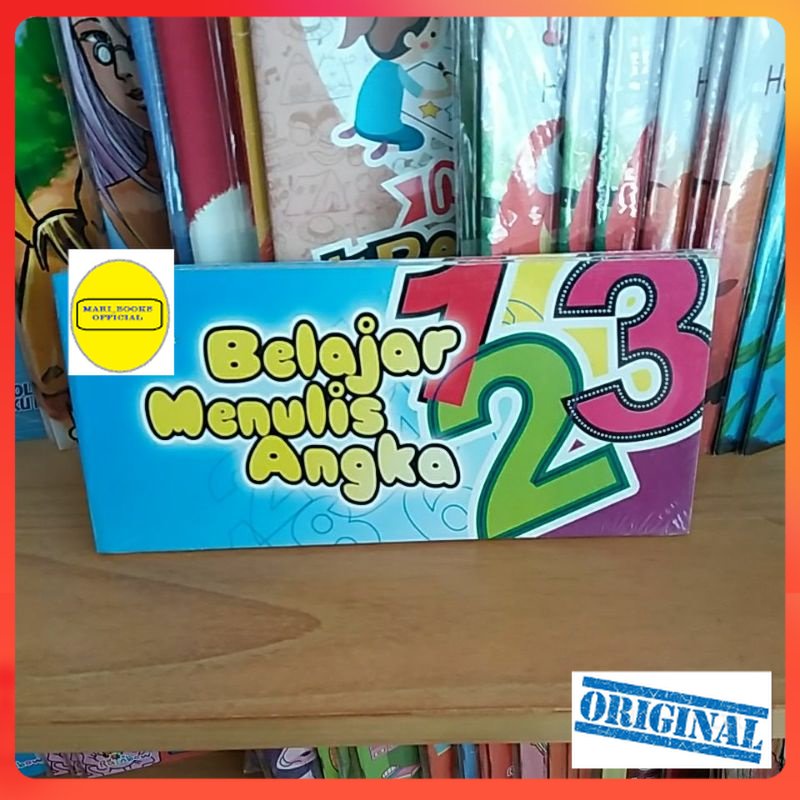 MARI_BOOKS
OFFICIAL
Belajar
Menulis
Angka
1 2 3
ORIGINAL